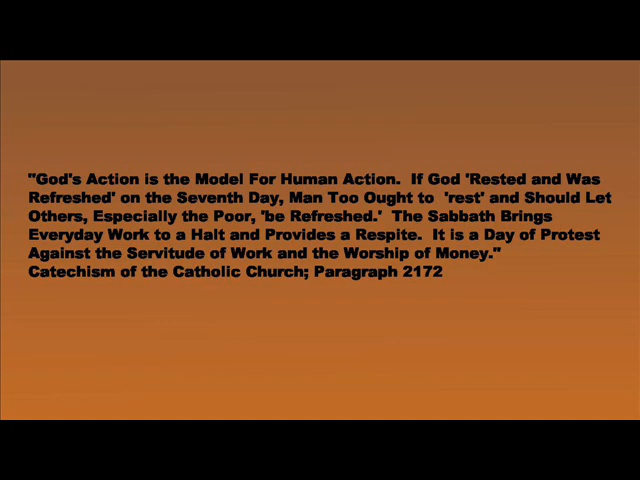 "God's Action is the Model For Human Action.  If God 'Rested and Was
Refreshed' on the Seventh Day, Man Too Ought to  'rest' and Should Let
Others, Especially the Poor, 'be Refreshed.'  The Sabbath Brings
Everyday Work to a Halt and Provides a Respite.  It is a Day of Protest
Against the Servitude of Work and the Worship of Money."
Catechism of the Catholic Church; Paragraph 2172